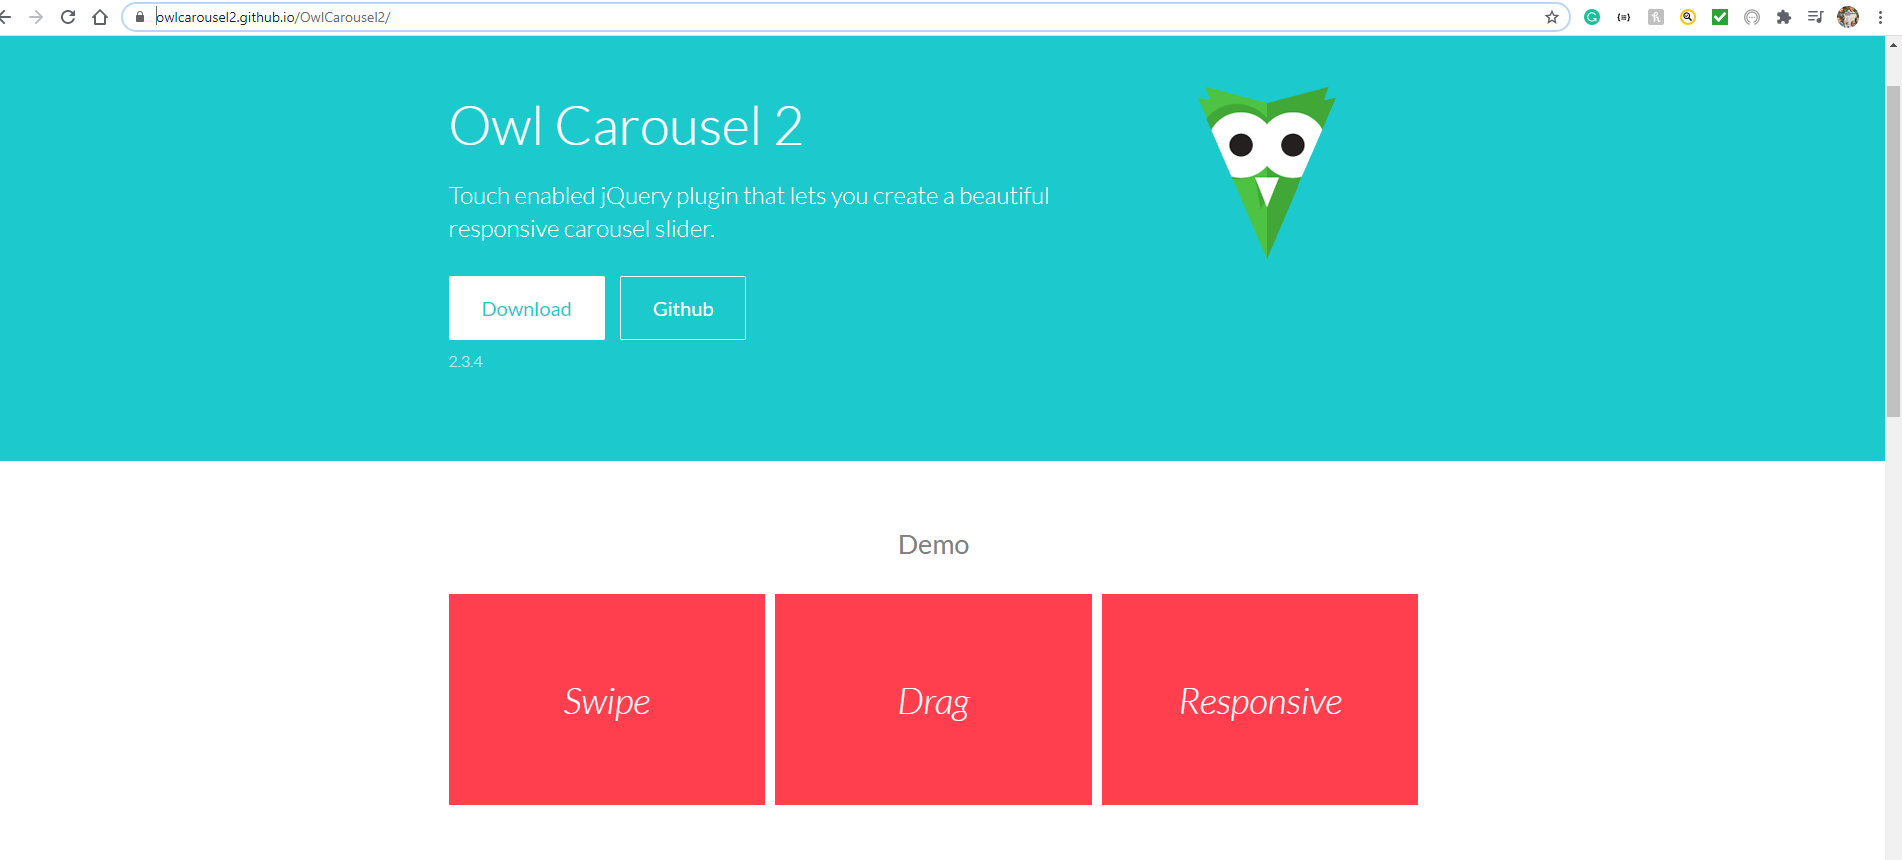 owlcarousel2.github.io/OwlCarousel2/
Owl Carousel 2
Touch enabled jQuery plugin that lets you create a beautiful
responsive carousel slider.
Download Github
2.3.4
Demo
Swipe Drag Responsive